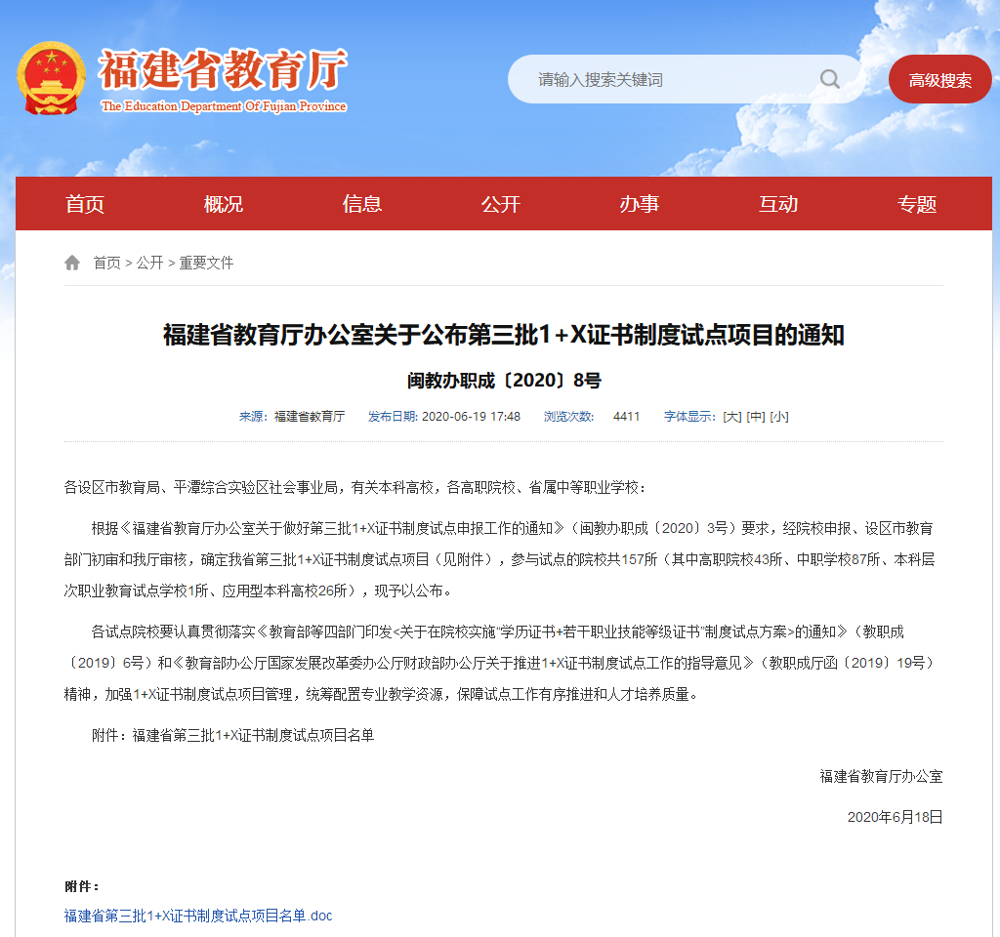 福建省教育厅
The Education Department Of Fujian Province
请输入搜索关键词
高级搜索
首页 概况 信息 公开 办事 互动 专题
首页 > 公开 > 重要文件
福建省教育厅办公室关于公布第三批1+X证书制度试点项目的通知
闽教办职成〔2020〕8号
来源：福建省教育厅 发布日期: 2020-06-19 17:48 浏览次数: 4411 字体显示：[大] [中] [小]
各设区市教育局、平潭综合实验区社会事业局，有关本科高校，各高职院校、省属中等职业学校：
根据《福建省教育厅办公室关于做好第三批1+X证书制度试点申报工作的通知》（闽教办职成〔2020〕3号）要求，经院校申报、设区市教育
部门初审和我厅审核，确定我省第三批1+X证书制度试点项目（见附件），参与试点的院校共157所（其中高职院校43所、中职学校87所、本科层
次职业教育试点学校1所、应用型本科高校26所），现予以公布。
各试点院校要认真贯彻落实《教育部等四部门印发<关于在院校实施“学历证书+若干职业技能等级证书”制度试点方案>的通知》（教职成
〔2019〕6号）和《教育部办公厅国家发展改革委办公厅财政部办公厅关于推进1+X证书制度试点工作的指导意见》（教职成厅函〔2019〕19号）
精神，加强1+X证书制度试点项目管理，统筹配置专业教学资源，保障试点工作有序推进和人才培养质量。
附件：福建省第三批1+X证书制度试点项目名单
福建省教育厅办公室
2020年6月18日
附件：
福建省第三批1+X证书制度试点项目名单.doc